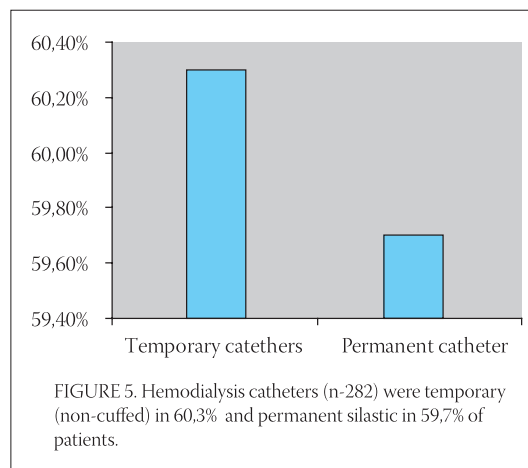 60,40%
60,20%
60,00%
59,80%
59,60%
59,40%
Temporary catethers Permanent catheter
FIGURE 5. Hemodialysis catheters (n-282) were temporary
(non-cuffed) in 60,3% and permanent silastic in 59,7% of
patients.